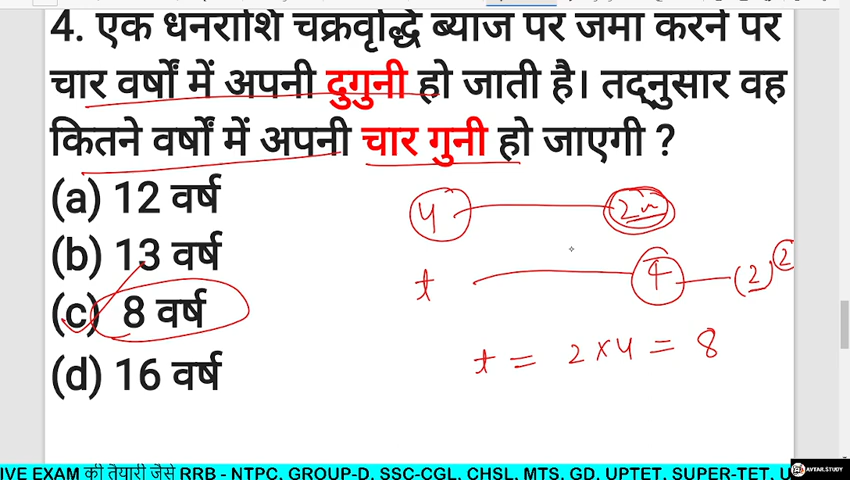 4. एक धनराशि चक्रवृद्धि ब्याज पर जमा करने पर
चार वर्षों में अपनी दुगुनी हो जाती है। तद्नुसार वह
कितने वर्षों में अपनी चार गुनी हो जाएगी ?
(a) 12 वर्ष
(b) 13 वर्ष
(c) 8 वर्ष
(d) 16 वर्ष
4
t 4 (2)²
t = 2 × 4 = 8
IVE EXAM की तैयारी जैसे RRB - NTPC, GROUP-D, SSC-CGL, CHSL, MTS, GD, UPTET, SUPER-TET, U